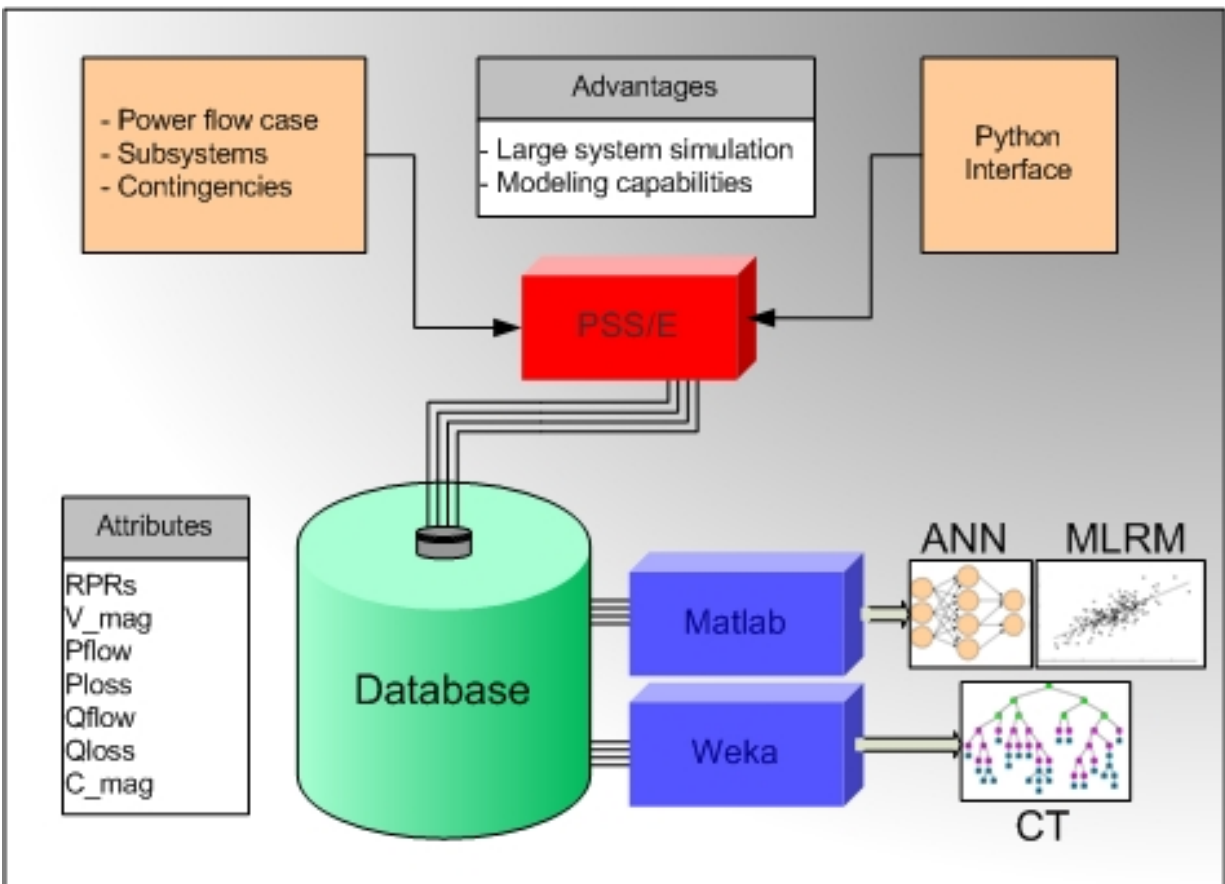 - Power flow case
- Subsystems
- Contingencies
Advantages
- Large system simulation
- Modeling capabilities
Python
Interface
PSS/E
Attributes
RPRs
V_mag
Pflow
Ploss
Qflow
Qloss
C_mag
Database
Matlab
Weka
ANN
MLRM
CT